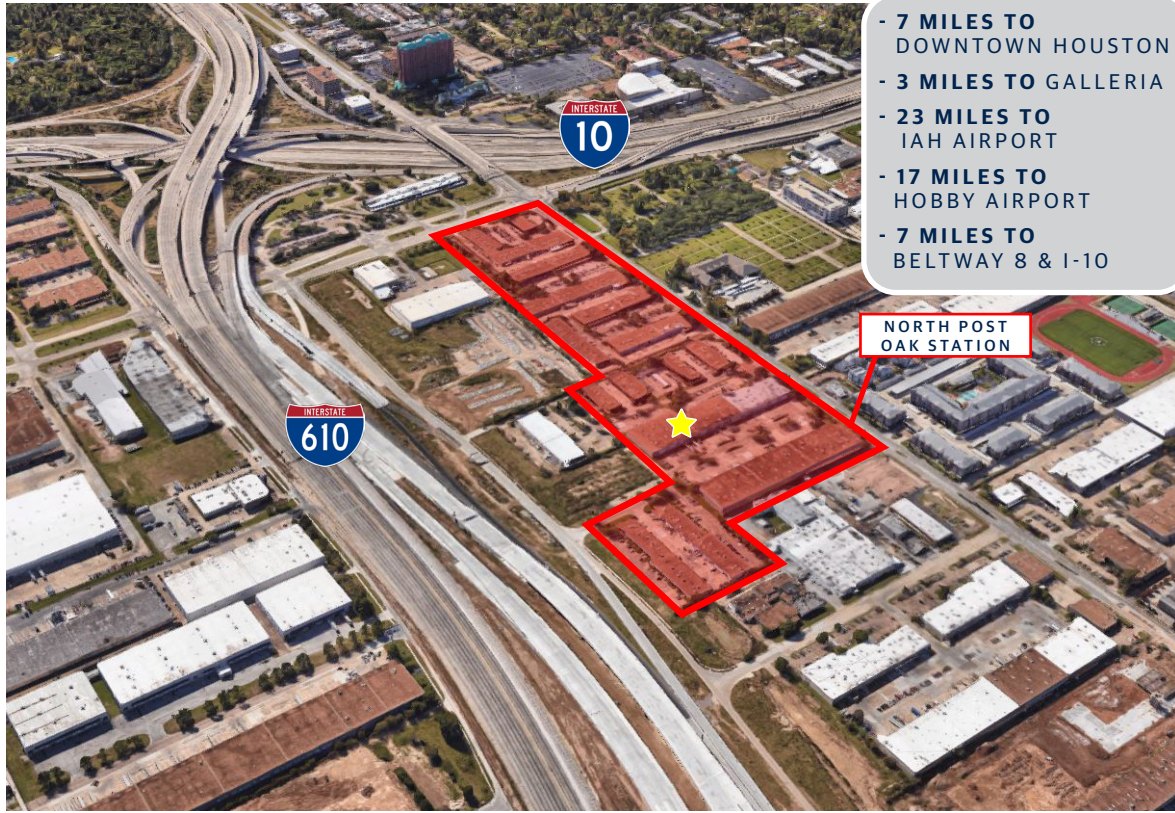 - 7 MILES TO
DOWNTOWN HOUSTON
- 3 MILES TO GALLERIA
- 23 MILES TO
IAH AIRPORT
- 17 MILES TO
HOBBY AIRPORT
- 7 MILES TO
BELTWAY 8 & I-10
INTERSTATE
10
NORTH POST
OAK STATION
INTERSTATE
610